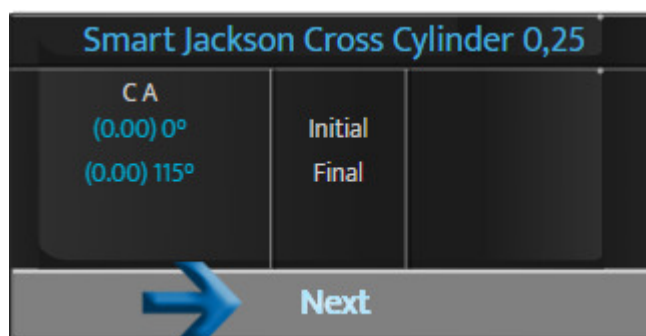 Smart Jackson Cross Cylinder 0,25
C A
(0.00) 0º Initial
(0.00) 115º Final
Next